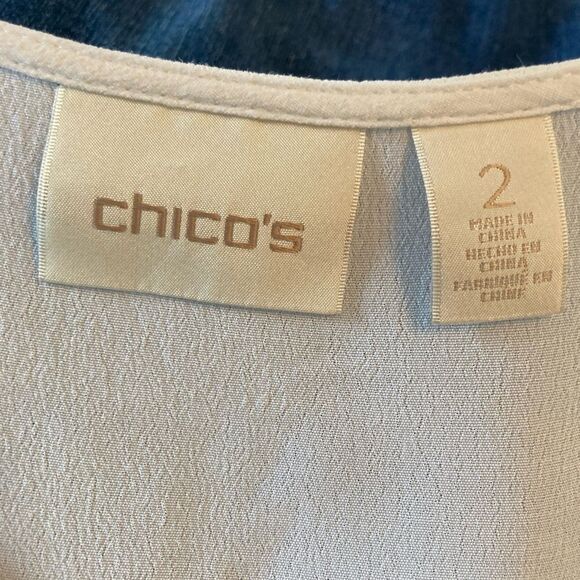 chico's
2
MADE IN
CHINA
HECHO EN
CHINA
FABRIQUÉ EN
CHINE